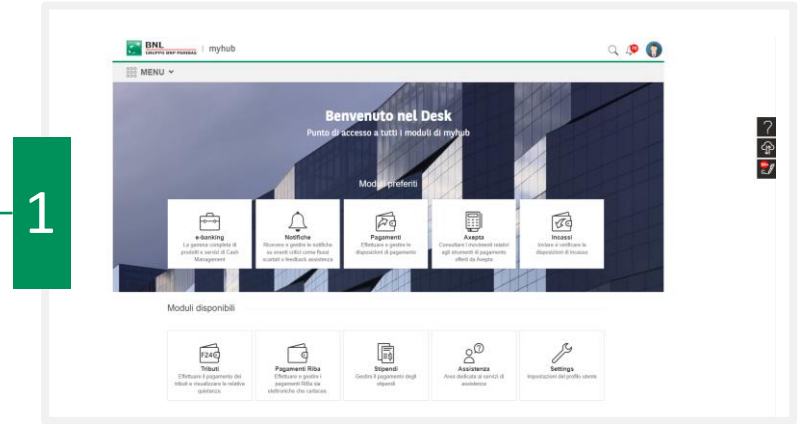 BNL
GRUPPO BNP PARIBAS
myhub
MENU
1
Benvenuto nel Desk
Punto di accesso a tutti i moduli di myhub
Moduli preferiti
e-banking
La gamma completa di
prodotti e servizi di Cash
Management
Notifiche
Ricevere e gestire le notifiche
su eventi critici come flussi
scartati o feedback assistenza
Pagamenti
Effettuare e gestire le
disposizioni di pagamento
Axepta
Consultare i movimenti relativi
agli strumenti di pagamento
offerti da Axepta
Incassi
Inviare e verificare le
disposizioni di incasso
Moduli disponibili
F24
Tributi
Effettuare il pagamento dei
tributi e visualizzare le relative
quietanze
Pagamenti Riba
Effettuare e gestire i
pagamenti RiBa sia
elettroniche che cartacee
Stipendi
Gestire il pagamento degli
stipendi
Assistenza
Area dedicata ai servizi di
assistenza
Settings
Impostazioni del profilo utente